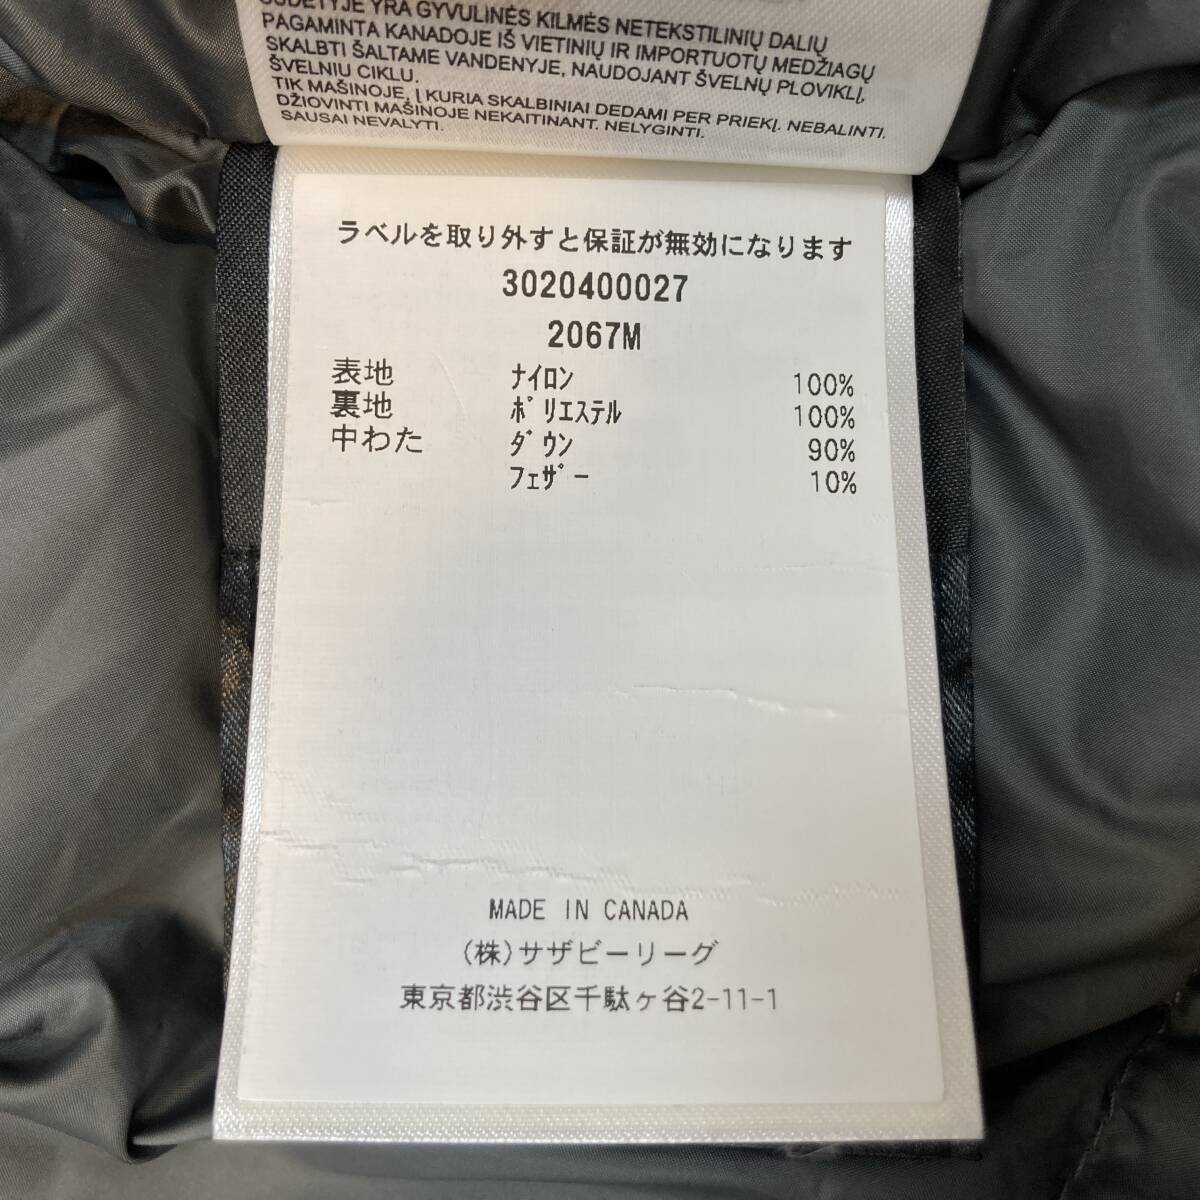 SUDĖTYJE YRA GYVULINĖS KILMĖS NETEKSTILINIŲ DALIŲ
PAGAMINTA KANADOJE IŠ VIETINIŲ IR IMPORTUOTŲ MEDŽIAGŲ
SKALBTI ŠALTAME VANDENYJE, NAUDOJANT ŠVELNŲ PLOVIKLĮ,
ŠVELNIU CIKLU.
TIK MAŠINOJE, Į KURIA SKALBINIAI DEDAMI PER PRIEKĮ. NEBALINTI.
DŽIOVINTI MAŠINOJE NEKAITINANT. NELYGINTI.
SAUSAI NEVALYTI.
ラベルを取り外すと保証が無効になります
3020400027
2067M
表地 ﾅｲﾛﾝ 100%
裏地 ﾎﾟﾘｴｽﾃﾙ 100%
中わた ﾀﾞｳﾝ 90%
ﾌｪｻﾞｰ 10%
MADE IN CANADA
(株)サザビーリーグ
東京都渋谷区千駄ヶ谷2-11-1